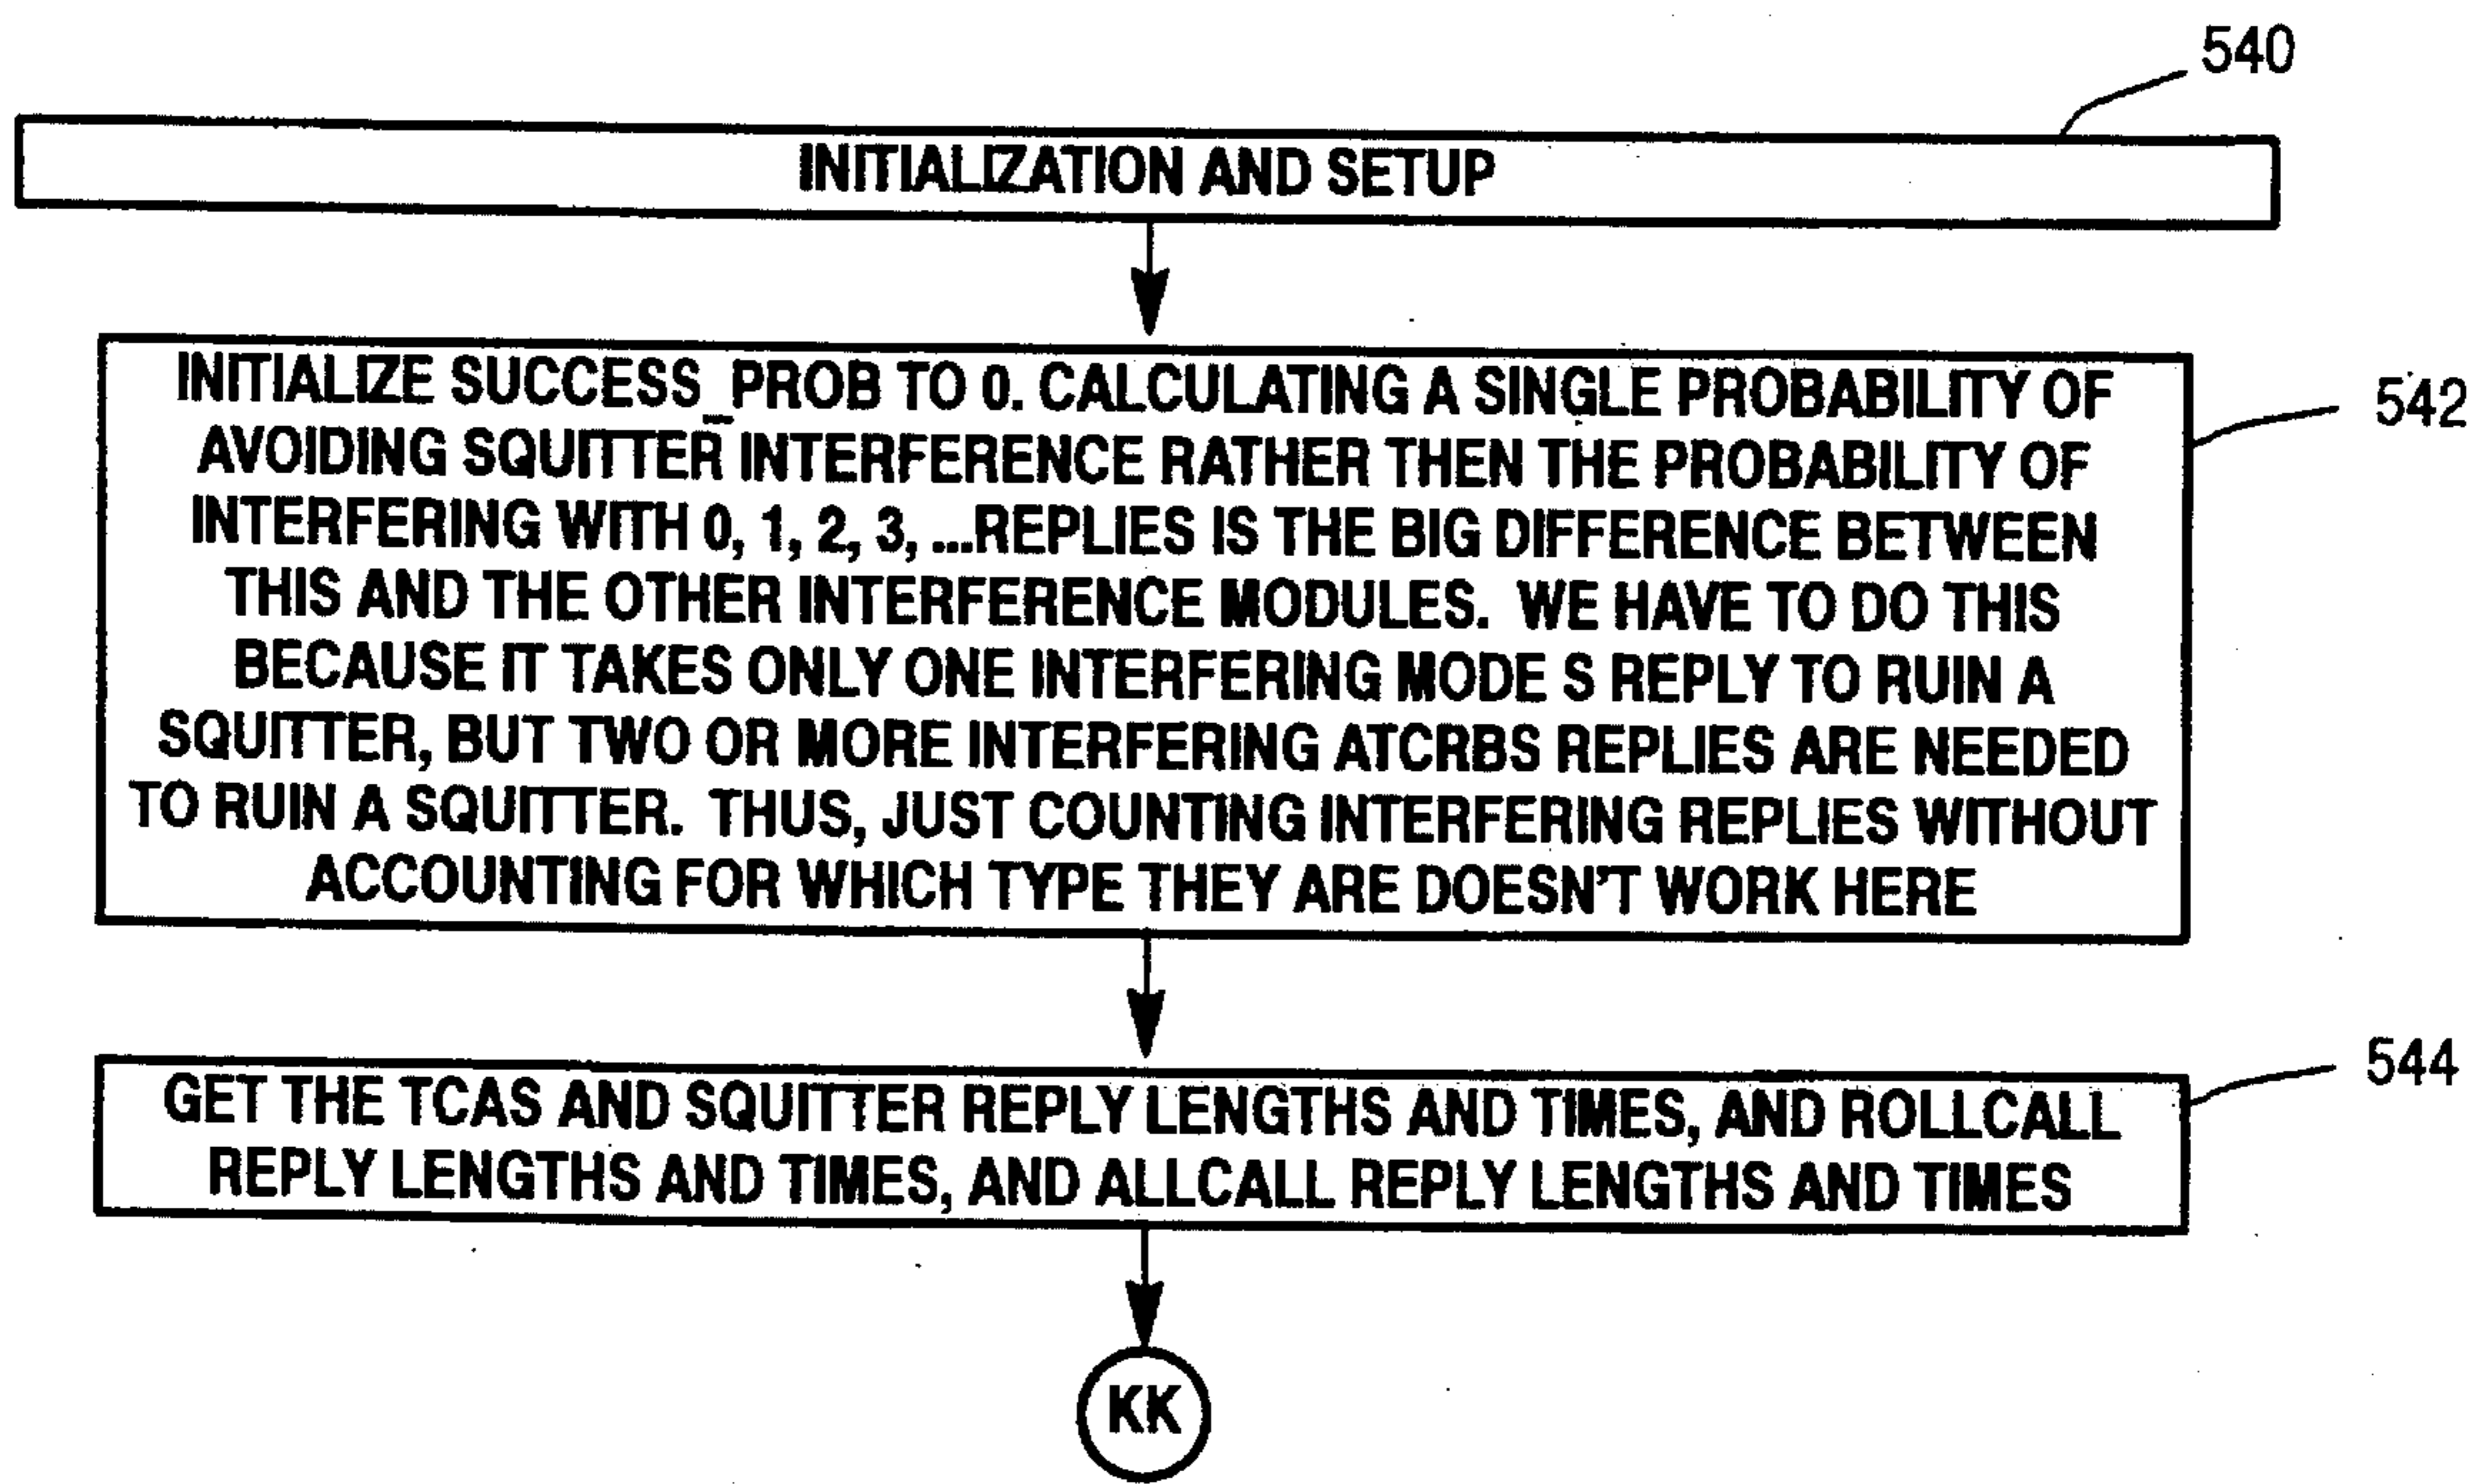 540
INITIALIZATION AND SETUP
INITIALIZE SUCCESS_PROB TO 0. CALCULATING A SINGLE PROBABILITY OF
AVOIDING SQUITTER INTERFERENCE RATHER THEN THE PROBABILITY OF
INTERFERING WITH 0, 1, 2, 3, ...REPLIES IS THE BIG DIFFERENCE BETWEEN
THIS AND THE OTHER INTERFERENCE MODULES. WE HAVE TO DO THIS
BECAUSE IT TAKES ONLY ONE INTERFERING MODE S REPLY TO RUIN A
SQUITTER, BUT TWO OR MORE INTERFERING ATCRBS REPLIES ARE NEEDED
TO RUIN A SQUITTER. THUS, JUST COUNTING INTERFERING REPLIES WITHOUT
ACCOUNTING FOR WHICH TYPE THEY ARE DOESN'T WORK HERE
542
GET THE TCAS AND SQUITTER REPLY LENGTHS AND TIMES, AND ROLLCALL
REPLY LENGTHS AND TIMES, AND ALLCALL REPLY LENGTHS AND TIMES
544
KK